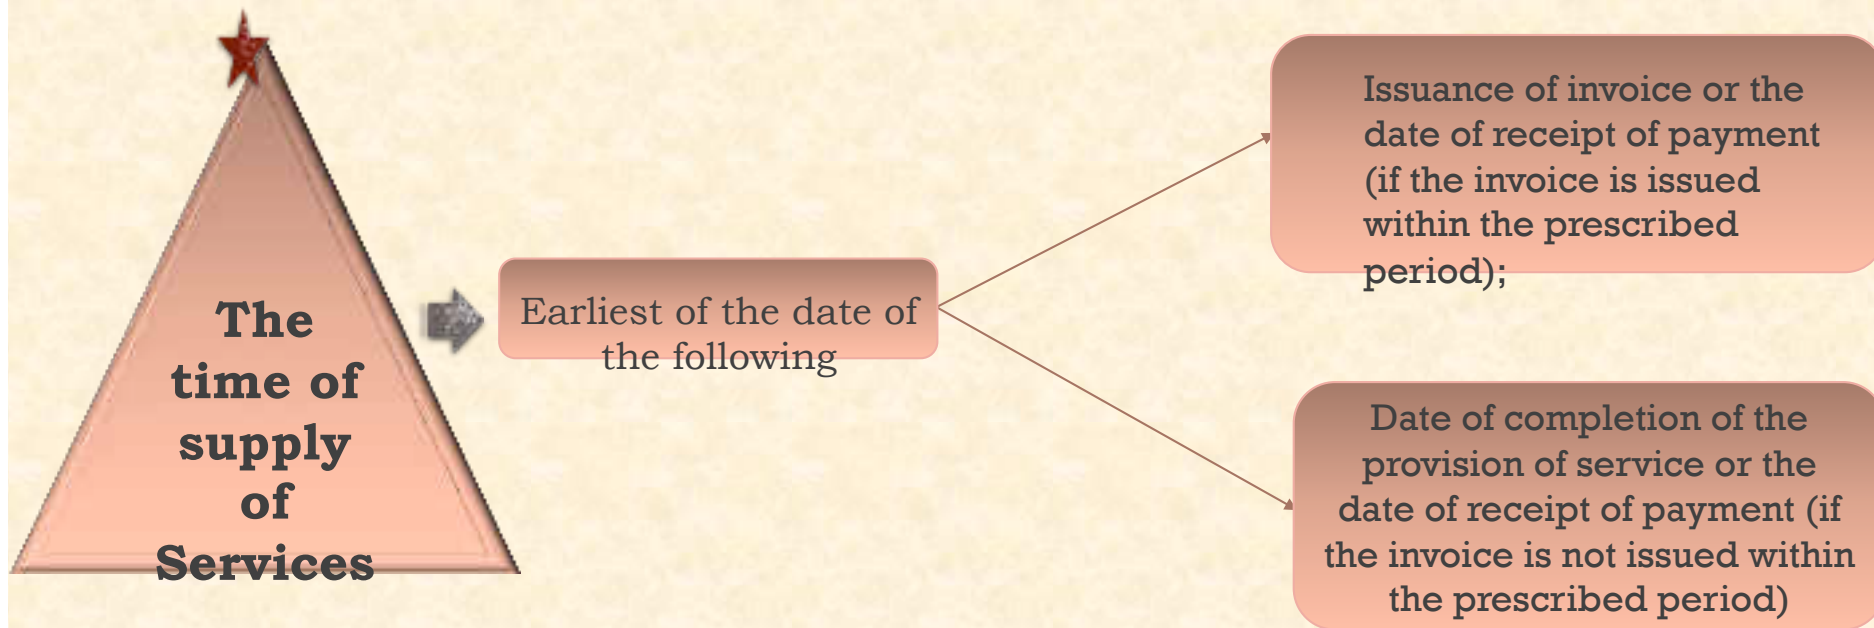 The
time of
supply
of
Services
Earliest of the date of
the following
Issuance of invoice or the
date of receipt of payment
(if the invoice is issued
within the prescribed
period);
Date of completion of the
provision of service or the
date of receipt of payment (if
the invoice is not issued within
the prescribed period)